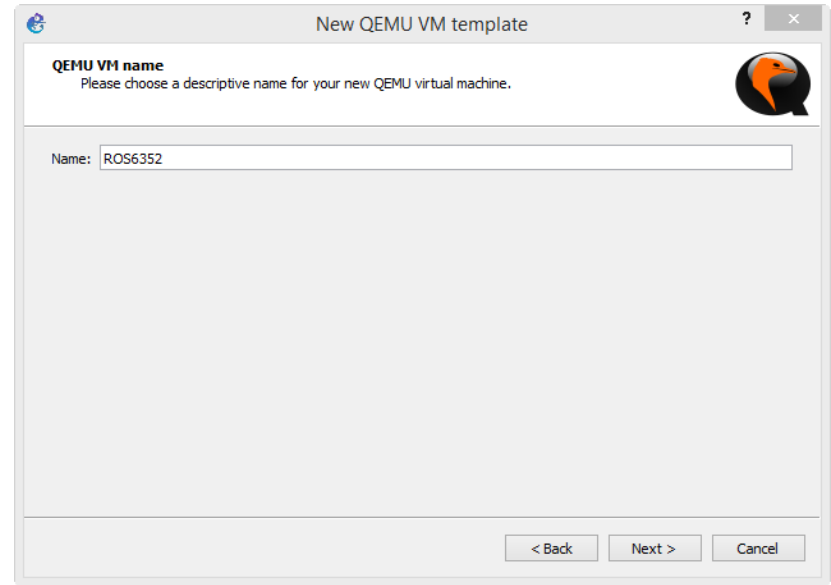 New QEMU VM template
?
×
QEMU VM name
Please choose a descriptive name for your new QEMU virtual machine.
Name: ROS6352
< Back Next > Cancel